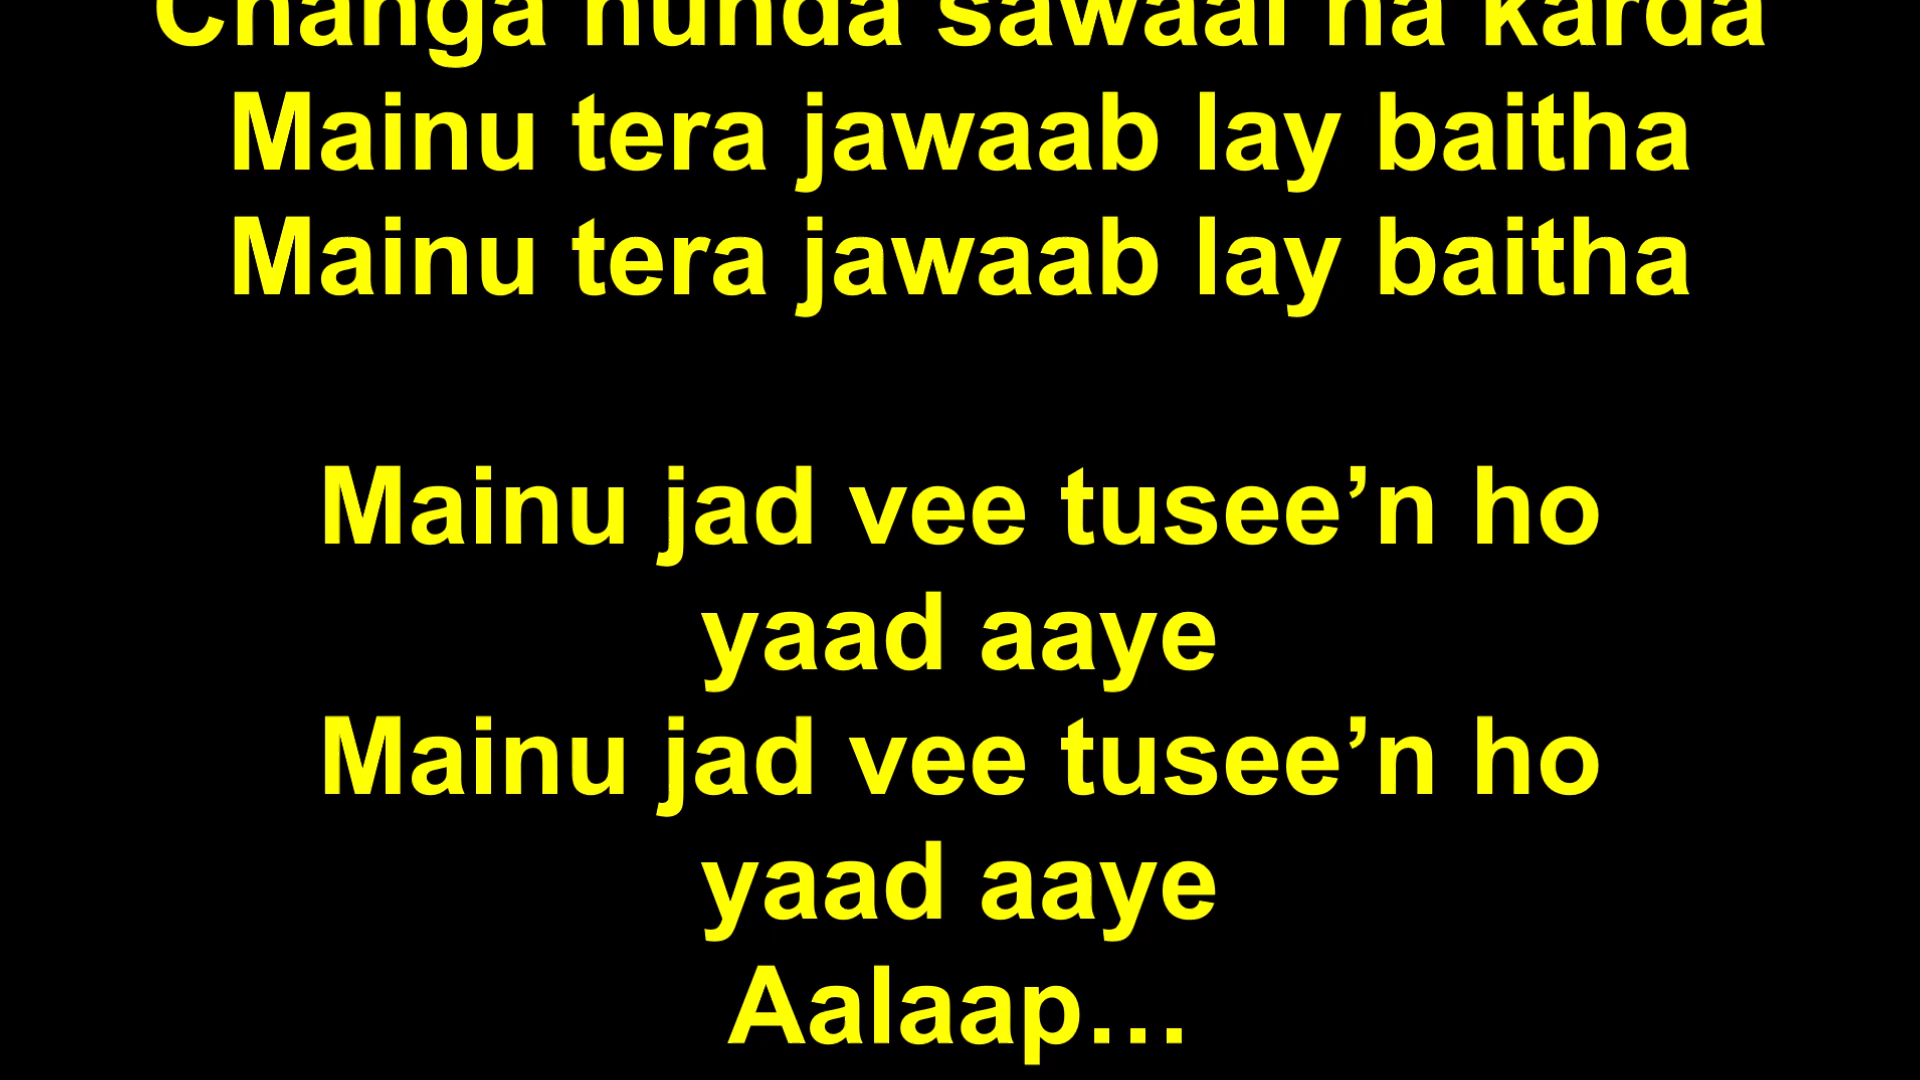 Changa hunda sawaal na karda
Mainu tera jawaab lay baitha
Mainu tera jawaab lay baitha
Mainu jad vee tusee’n ho
yaad aaye
Mainu jad vee tusee’n ho
yaad aaye
Aalaap…